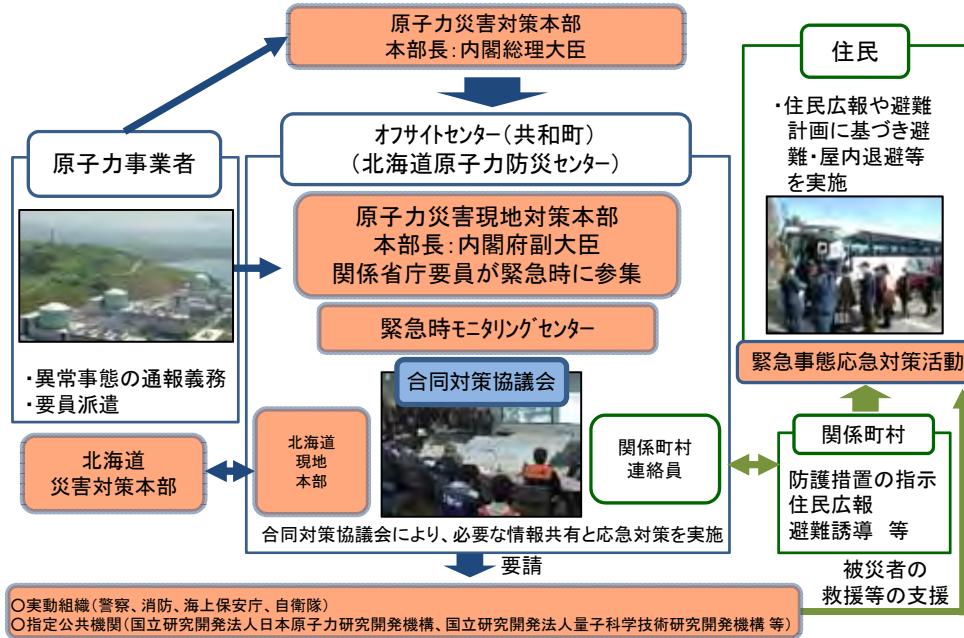 原子力災害対策本部
本部長：内閣総理大臣
原子力事業者
・異常事態の通報義務
・要員派遣
オフサイトセンター（共和町）
（北海道原子力防災センター）
原子力災害現地対策本部
本部長：内閣府副大臣
関係省庁要員が緊急時に参集
緊急時モニタリングセンター
合同対策協議会
北海道
現地
本部
関係町村
連絡員
合同対策協議会により、必要な情報共有と応急対策を実施
北海道
災害対策本部
住民
・住民広報や避難
計画に基づき避
難・屋内退避等
を実施
緊急事態応急対策活動
関係町村
防護措置の指示
住民広報
避難誘導 等
被災者の
救援等の支援
要請
○実動組織（警察、消防、海上保安庁、自衛隊）
○指定公共機関（国立研究開発法人日本原子力研究開発機構、国立研究開発法人量子科学技術研究開発機構 等）